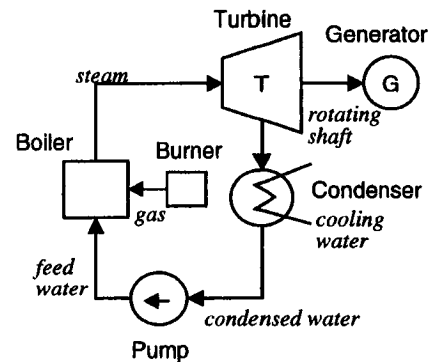 Turbine
Generator
steam
T
G
rotating
shaft
Boiler
Burner
gas
Condenser
cooling
water
feed
water
condensed water
Pump